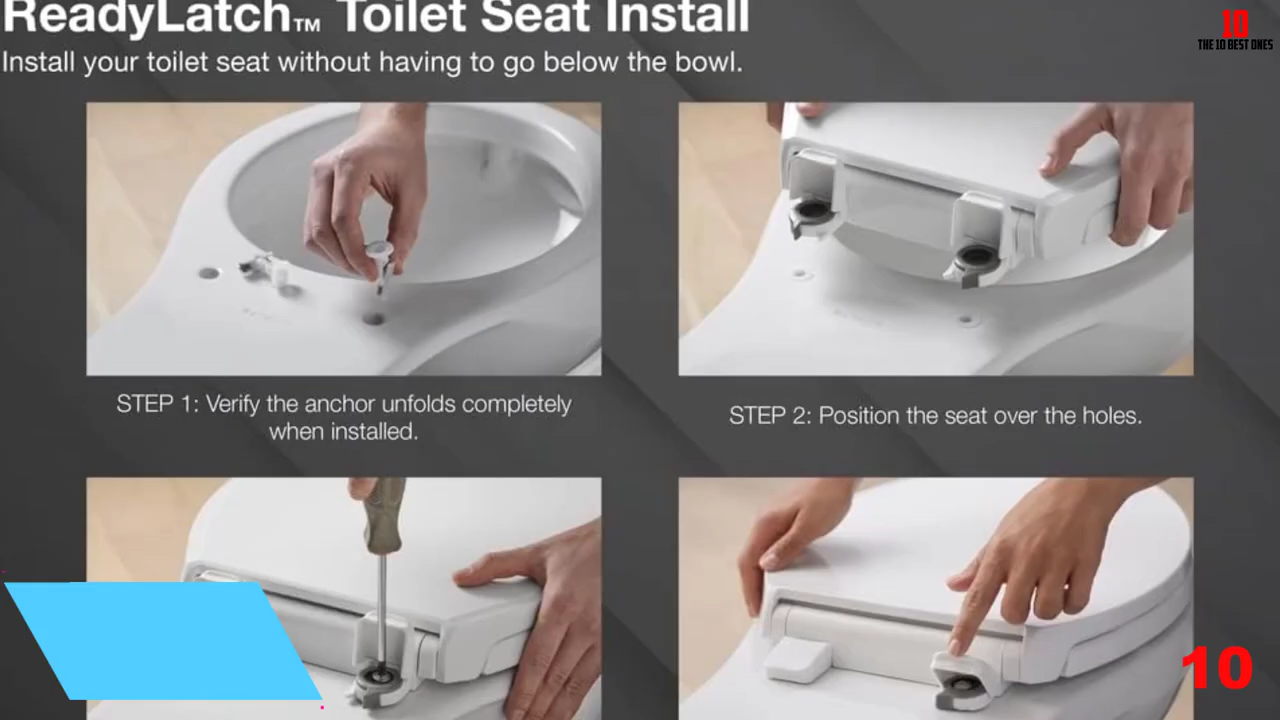 ReadyLatch™ Toilet Seat Install
Install your toilet seat without having to go below the bowl.
10
THE 10 BEST ONES
STEP 1: Verify the anchor unfolds completely
when installed.
STEP 2: Position the seat over the holes.
10